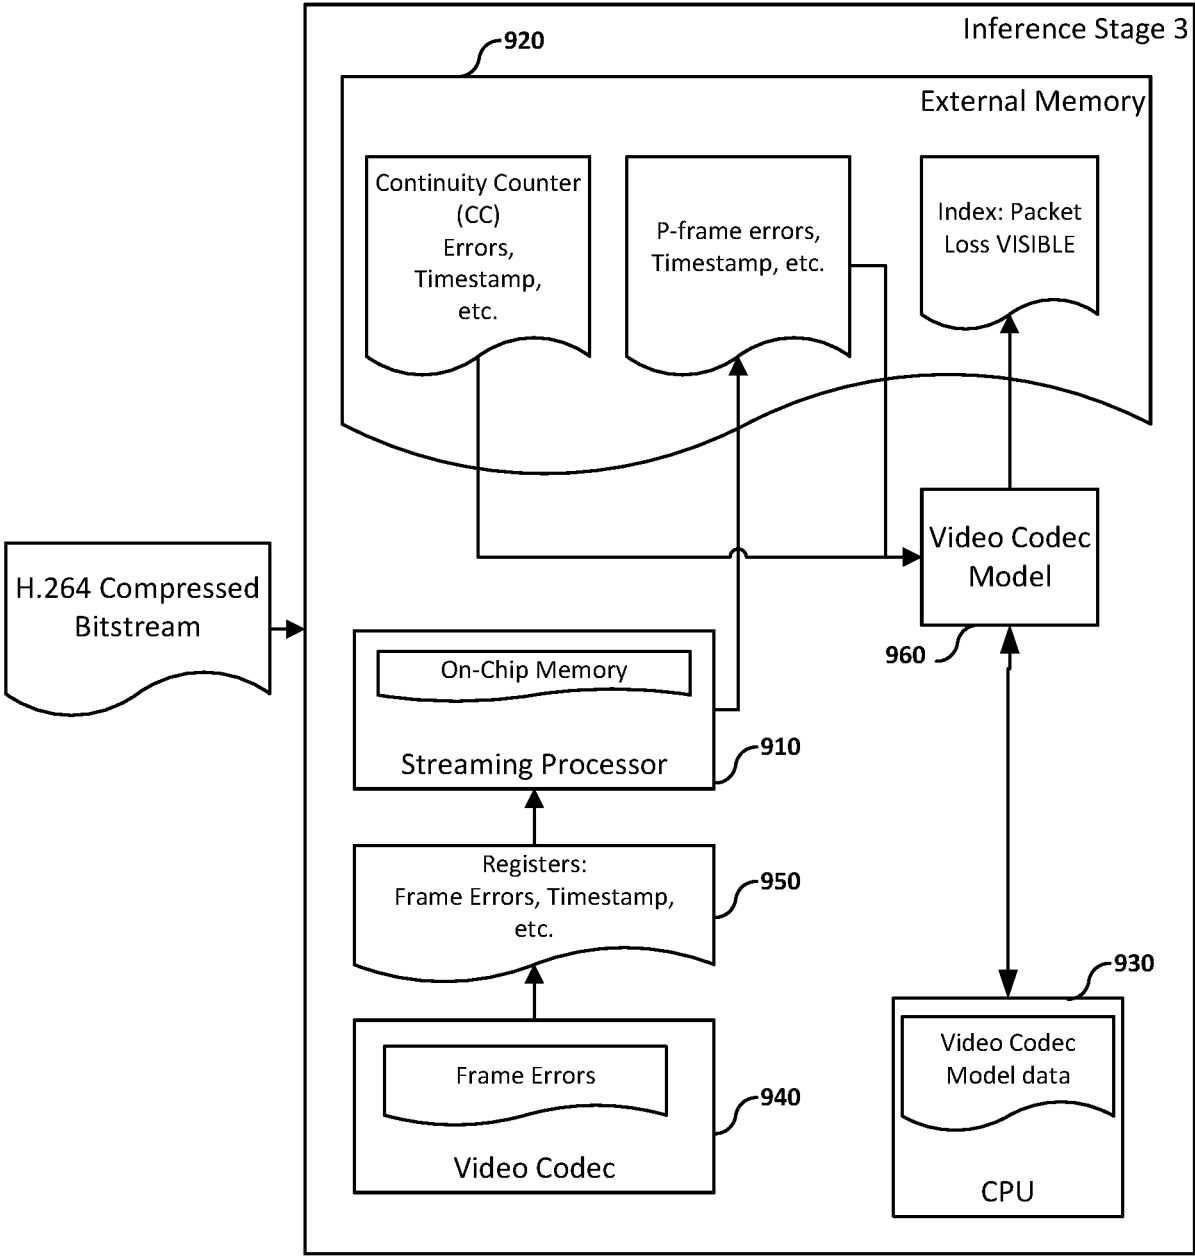 Inference Stage 3
920
External Memory
Continuity Counter
(CC)
Errors,
Timestamp,
etc.
P-frame errors,
Timestamp, etc.
Index: Packet
Loss VISIBLE
H.264 Compressed
Bitstream
Video Codec
Model
960
On-Chip Memory
Streaming Processor
910
Registers:
Frame Errors, Timestamp,
etc.
950
Frame Errors
Video Codec
940
930
Video Codec
Model data
CPU